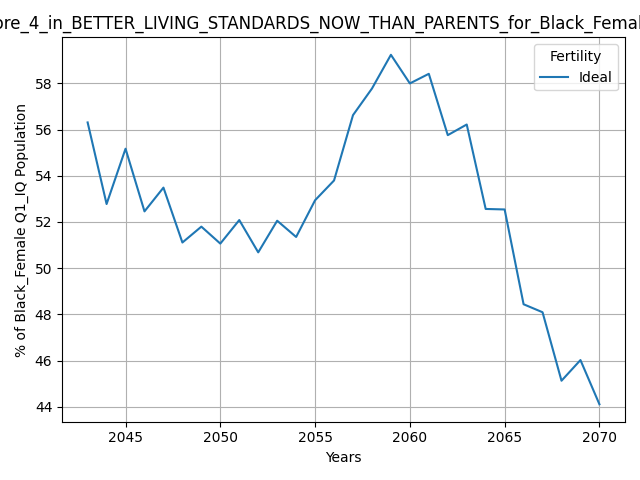 ore_4_in_BETTER_LIVING_STANDARDS_NOW_THAN_PARENTS_for_Black_Femal
Fertility
Ideal
% of Black_Female Q1_IQ Population
58
56
54
52
50
48
46
44
2045 2050 2055 2060 2065 2070
Years